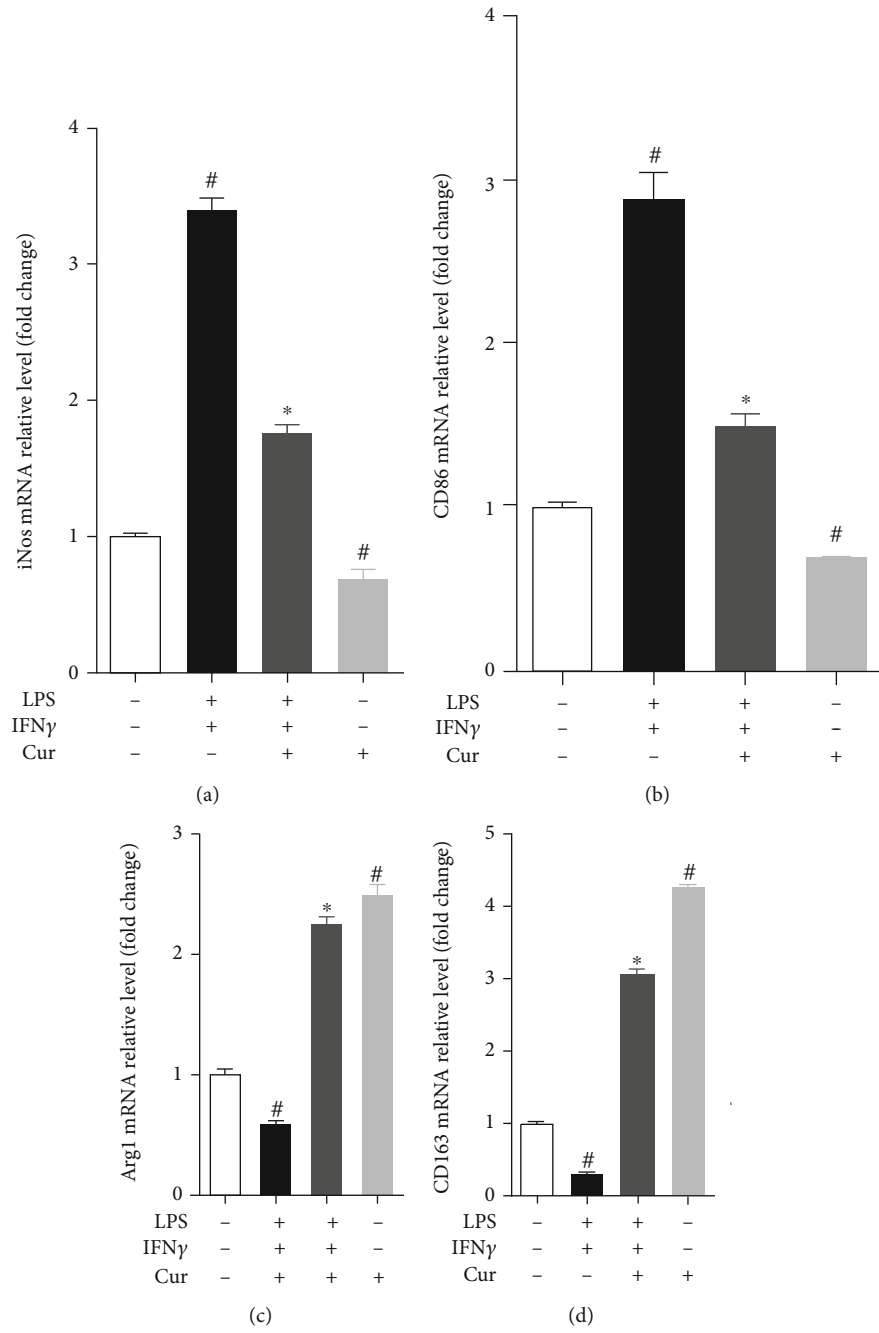 4
3
2
1
0
iNos mRNA relative level (fold change)
#
*
#
LPS – + + –
IFNγ – + + –
Cur – – + +
(a)
4
3
2
1
0
CD86 mRNA relative level (fold change)
#
*
#
LPS – + + –
IFNγ – + + –
Cur – – + +
(b)
3
2
1
0
Arg1 mRNA relative level (fold change)
#
*
#
LPS – + + –
IFNγ – + + –
Cur – + + +
(c)
5
4
3
2
1
0
CD163 mRNA relative level (fold change)
#
*
#
LPS – + + –
IFNγ – + + –
Cur – – + +
(d)